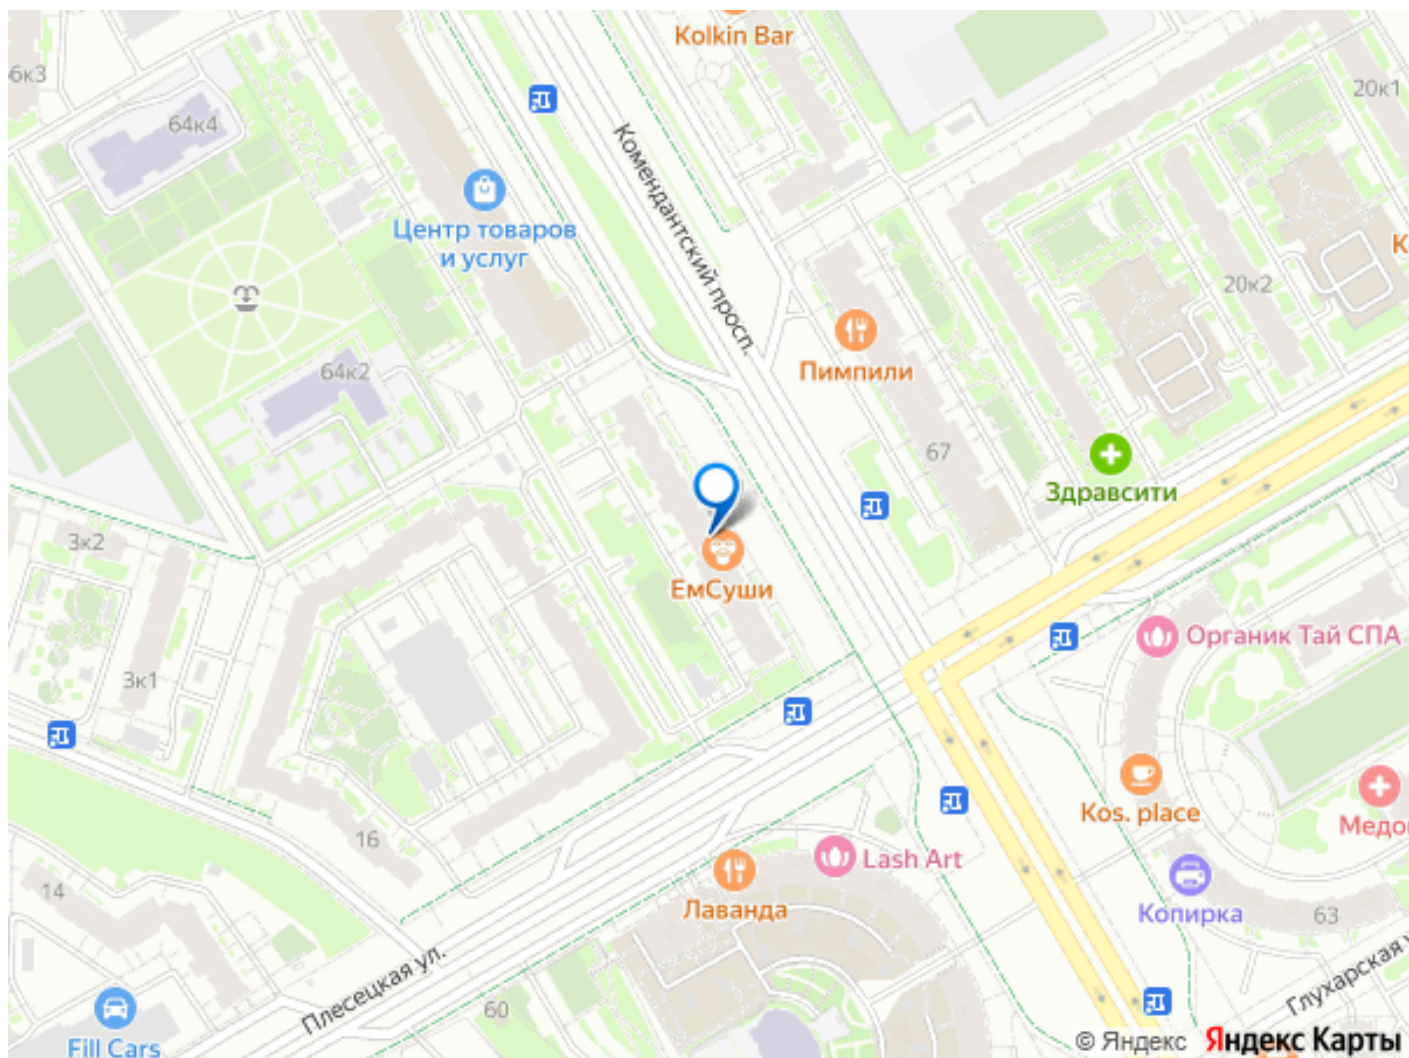 Kolkin Bar
6к3
20к1
64к4
Комендантский просп.
Центр товаров
и услуг
20к2
К
64к2
Пимпили
67
Здравсити
3к2
ЕмСуши
Органик Тай СПА
3к1
Kos. place
Медо
16
Lash Art
14
Лаванда
Копирка
63
Плесецкая ул.
Глухарская у
60
Fill Cars
© Яндекс Яндекс Карты